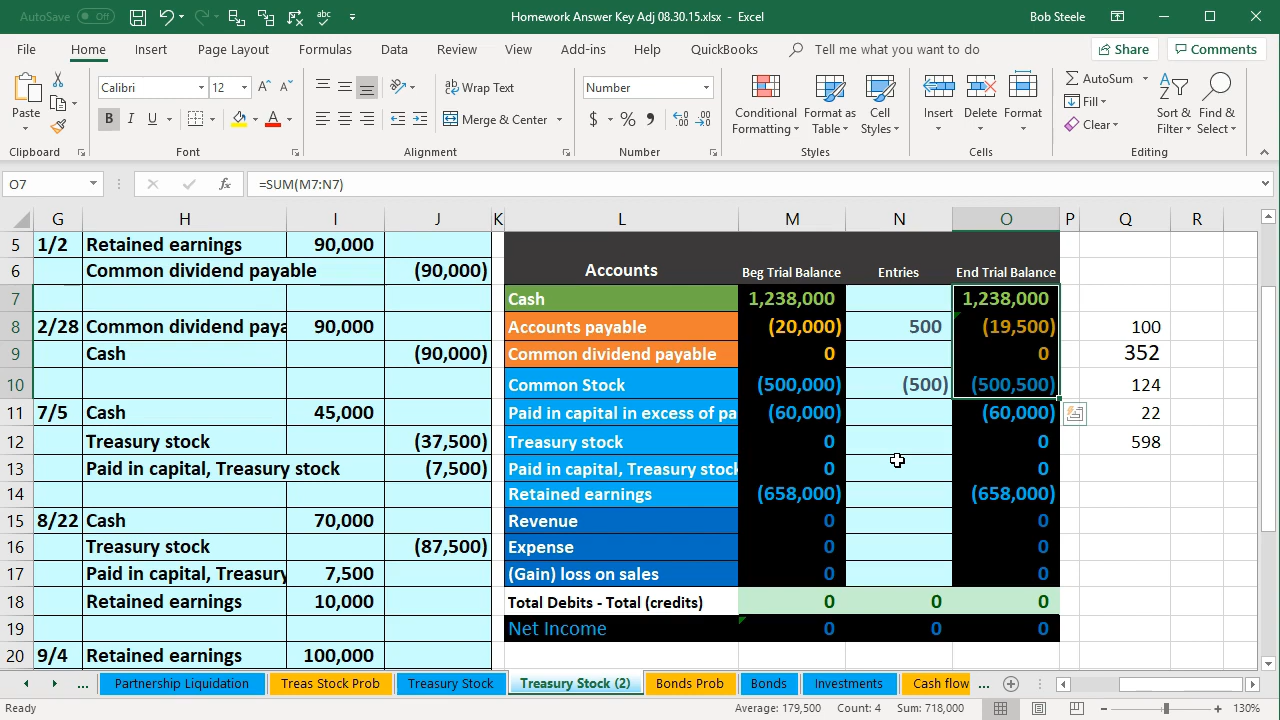 AutoSave Off Homework Answer Key Adj 08.30.15.xlsx - Excel Bob Steele
File Home Insert Page Layout Formulas Data Review View Add-ins Help QuickBooks Tell me what you want to do Share Comments
Paste Calibri 12 Wrap Text Number AutoSum
B I U Merge & Center $ % Conditional Formatting Format as Table Cell Styles Insert Delete Format Fill Clear Sort & Filter Find & Select
Clipboard Font Alignment Number Styles Cells Editing
O7 fx =SUM(M7:N7)
G H I J K L M N O P Q R
5 1/2 Retained earnings 90,000
6 Common dividend payable (90,000) Accounts Beg Trial Balance Entries End Trial Balance
7 Cash 1,238,000 1,238,000
8 2/28 Common dividend paya 90,000 Accounts payable (20,000) 500 (19,500) 100
9 Cash (90,000) Common dividend payable 0 0 352
10 Common Stock (500,000) (500) (500,500) 124
11 7/5 Cash 45,000 Paid in capital in excess of pa (60,000) (60,000) 22
12 Treasury stock (37,500) Treasury stock 0 0 598
13 Paid in capital, Treasury stock (7,500) Paid in capital, Treasury stock 0 0
14 Retained earnings (658,000) (658,000)
15 8/22 Cash 70,000 Revenue 0 0
16 Treasury stock (87,500) Expense 0 0
17 Paid in capital, Treasury 7,500 (Gain) loss on sales 0 0
18 Retained earnings 10,000 Total Debits - Total (credits) 0 0 0
19 Net Income 0 0 0
20 9/4 Retained earnings 100,000
... Partnership Liquidation Treas Stock Prob Treasury Stock Treasury Stock (2) Bonds Prob Bonds Investments Cash flow ...
Ready Average: 179,500 Count: 4 Sum: 718,000 130%